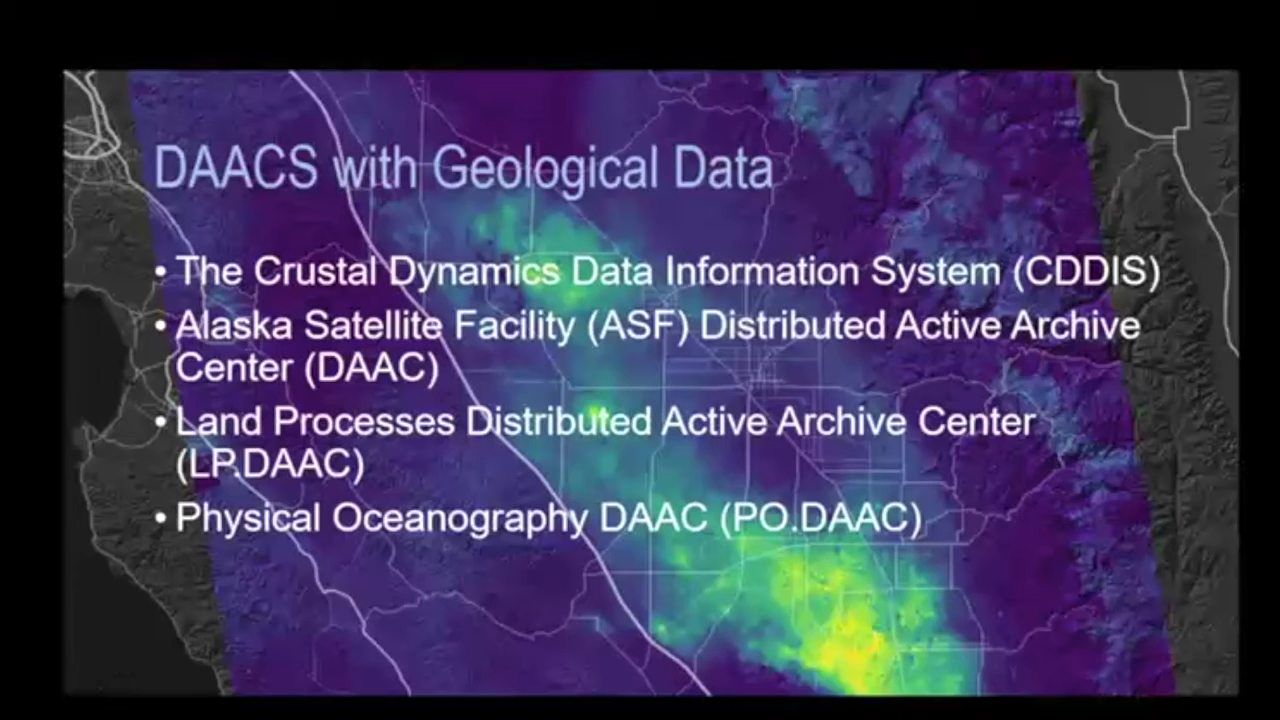 DAACS with Geological Data
• The Crustal Dynamics Data Information System (CDDIS)
• Alaska Satellite Facility (ASF) Distributed Active Archive
Center (DAAC)
• Land Processes Distributed Active Archive Center
(LP.DAAC)
• Physical Oceanography DAAC (PO.DAAC)